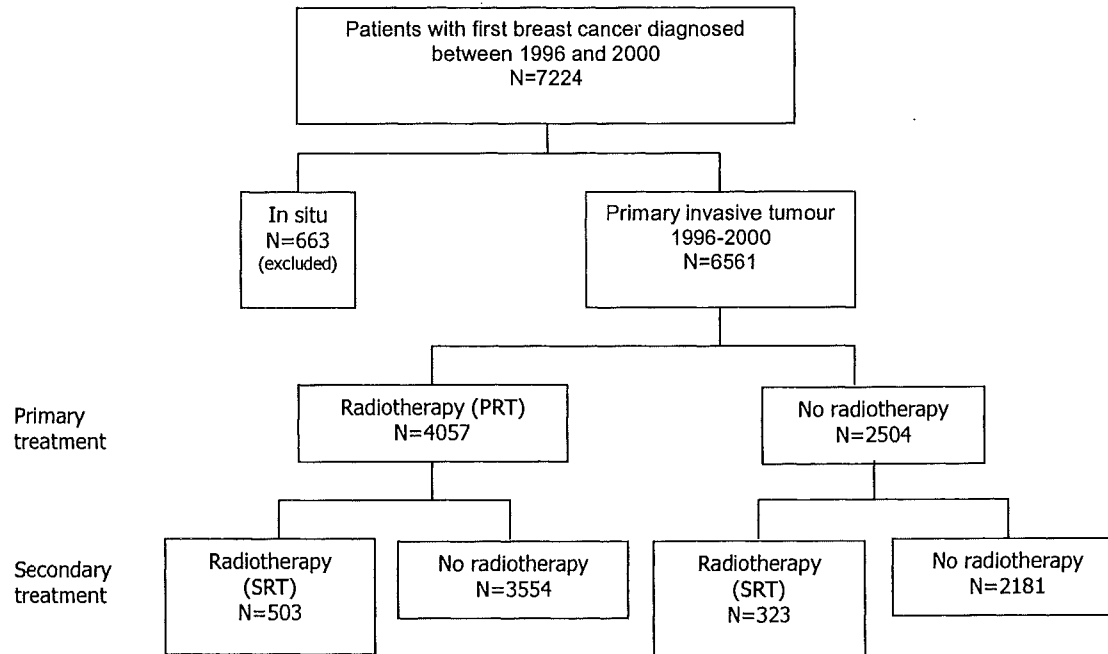 Patients with first breast cancer diagnosed
between 1996 and 2000
N=7224
In situ
N=663
(excluded)
Primary invasive tumour
1996-2000
N=6561
Primary
treatment
Radiotherapy (PRT)
N=4057
No radiotherapy
N=2504
Secondary
treatment
Radiotherapy
(SRT)
N=503
No radiotherapy
N=3554
Radiotherapy
(SRT)
N=323
No radiotherapy
N=2181